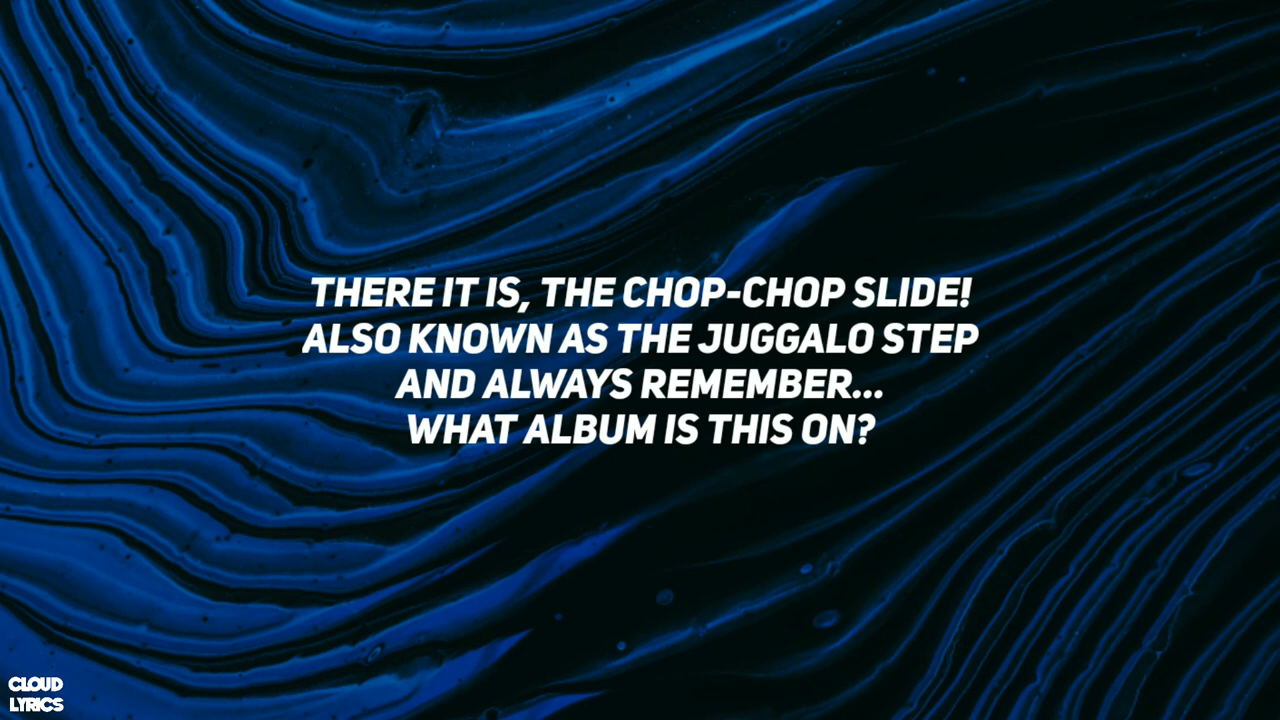 THERE IT IS, THE CHOP-CHOP SLIDE!
ALSO KNOWN AS THE JUGGALO STEP
AND ALWAYS REMEMBER...
WHAT ALBUM IS THIS ON?
CLOUD
LYRICS